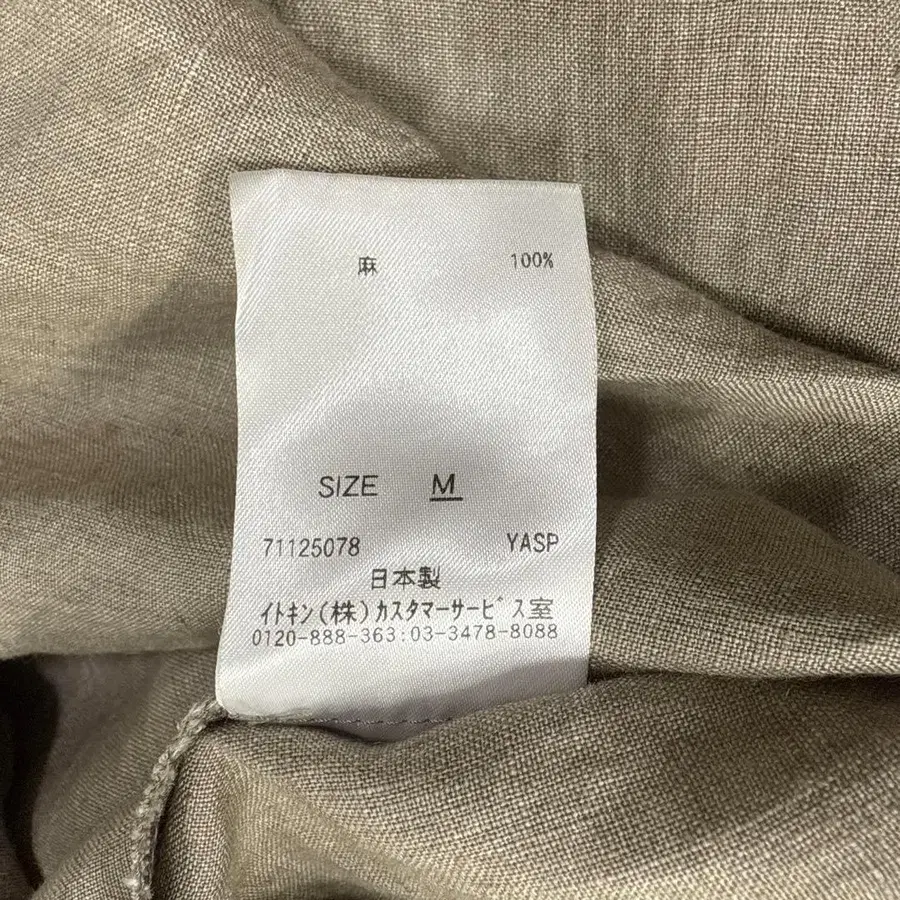 麻 100%
SIZE M
71125078 YASP
日本製
イトキン(株)カスタマーサービス室
0120-888-363:03-3478-8088